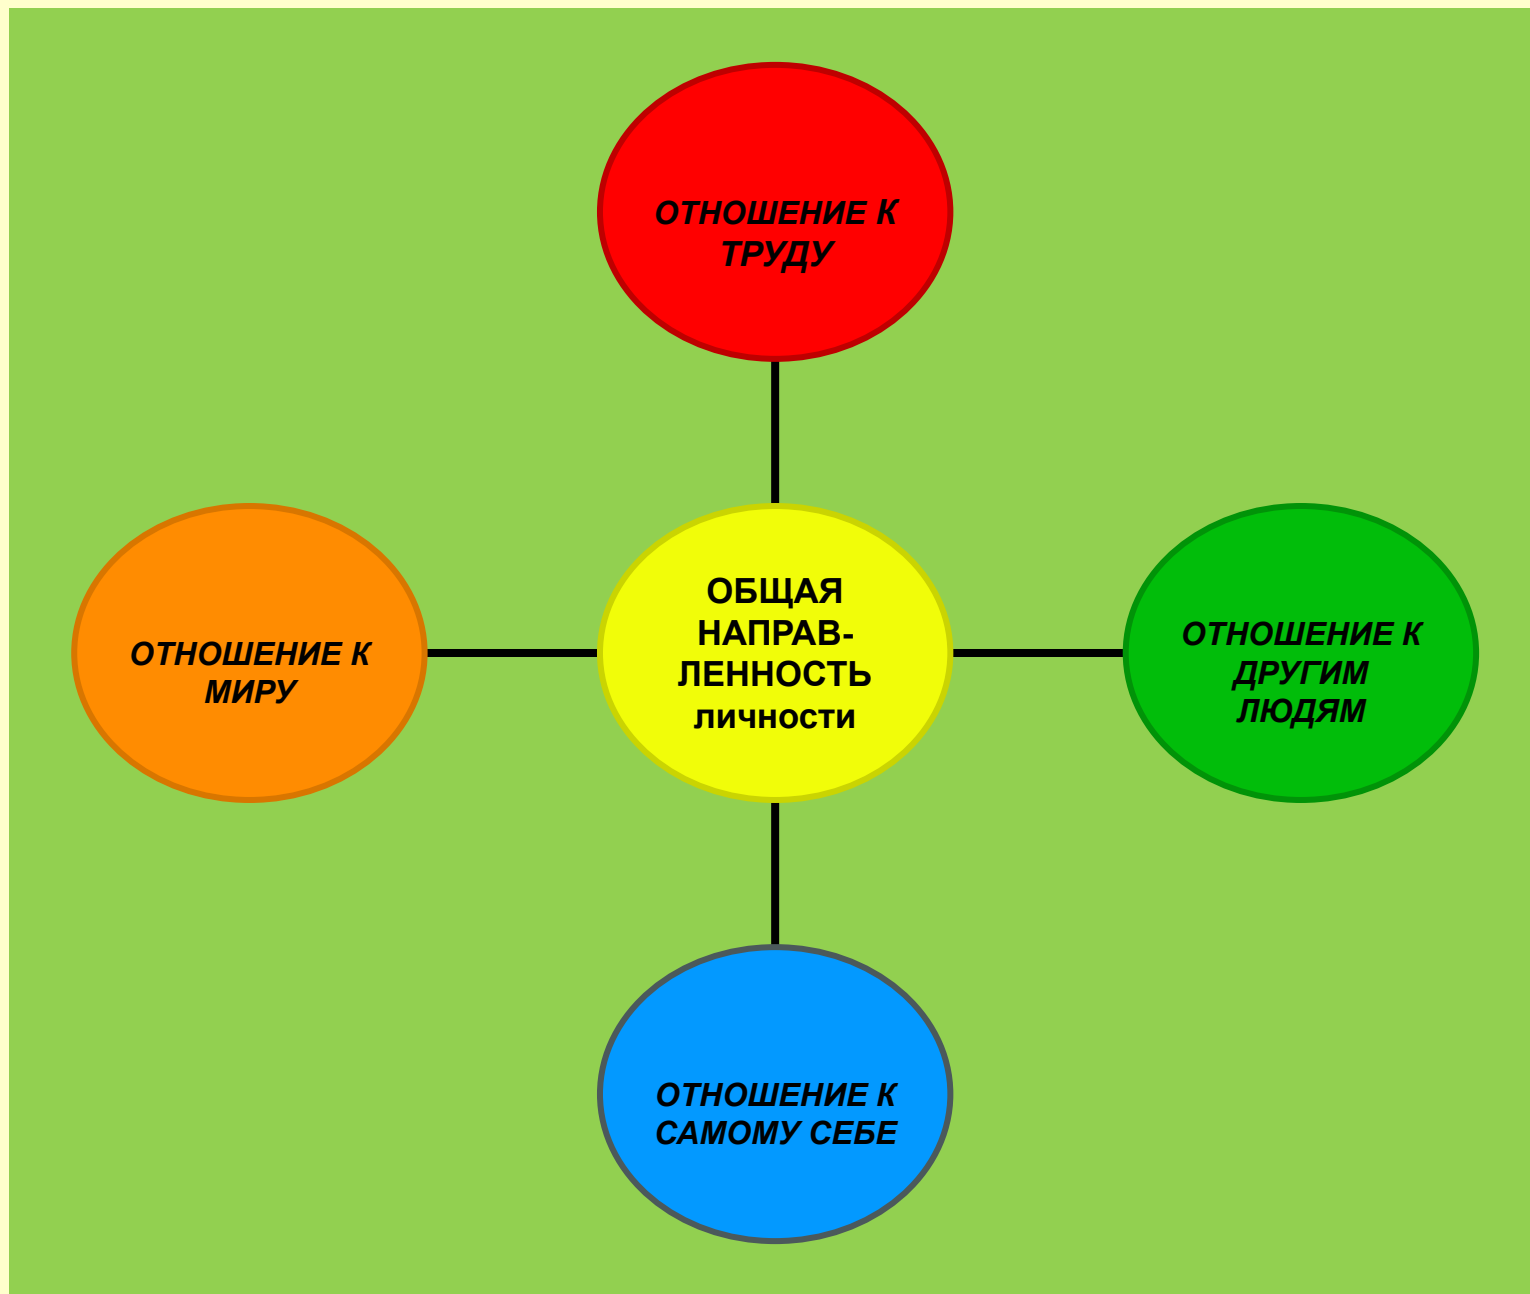 ОТНОШЕНИЕ К
ТРУДУ
ОТНОШЕНИЕ К
МИРУ
ОБЩАЯ
НАПРАВ-
ЛЕННОСТЬ
личности
ОТНОШЕНИЕ К
ДРУГИМ
ЛЮДЯМ
ОТНОШЕНИЕ К
САМОМУ СЕБЕ